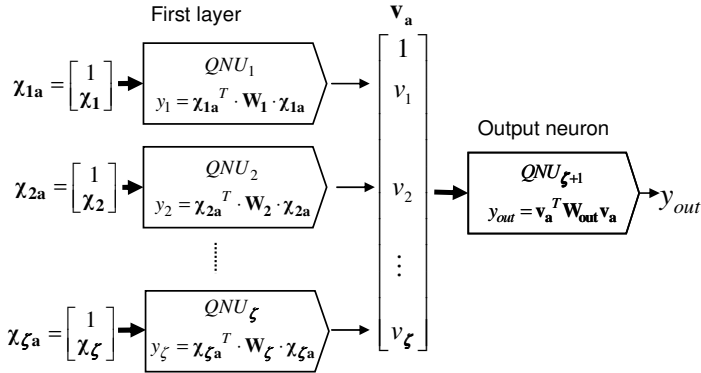 First layer
v_a
χ_1a = [1 χ_1]
QNU_1
y_1 = χ_1a^T · W_1 · χ_1a
1
v_1
χ_2a = [1 χ_2]
QNU_2
y_2 = χ_2a^T · W_2 · χ_2a
v_2
Output neuron
QNU_ζ+1
y_out = v_a^T W_out v_a
y_out
⋮
χ_ζa = [1 χ_ζ]
QNU_ζ
y_ζ = χ_ζa^T · W_ζ · χ_ζa
v_ζ